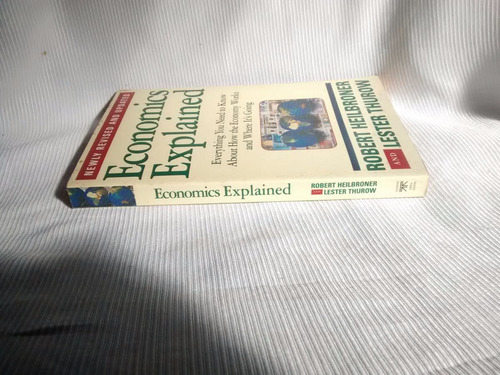 NEWLY REVISED AND UPDATED
Economics
Explained
Everything You Need to Know
About How the Economy Works
and Where It's Going
ROBERT HEILBRONER
AND LESTER THUROW
Economics Explained
ROBERT HEILBRONER
LESTER THUROW